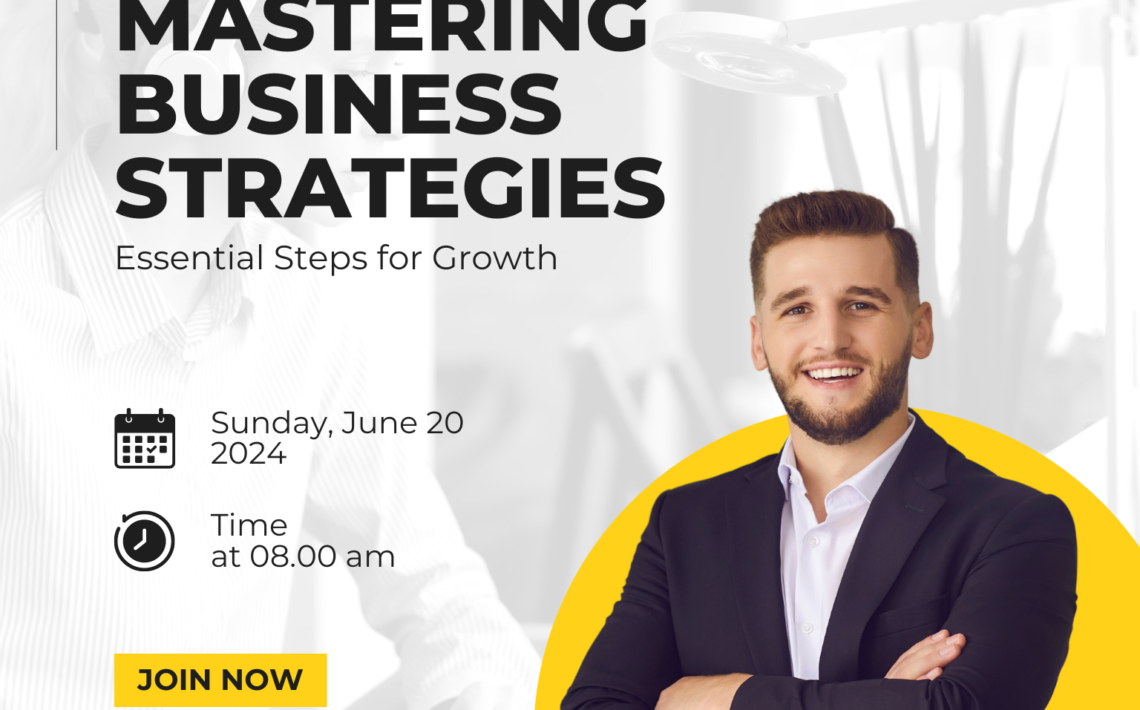 MASTERING
BUSINESS
STRATEGIES
Essential Steps for Growth
Sunday, June 20
2024
Time
at 08.00 am
JOIN NOW